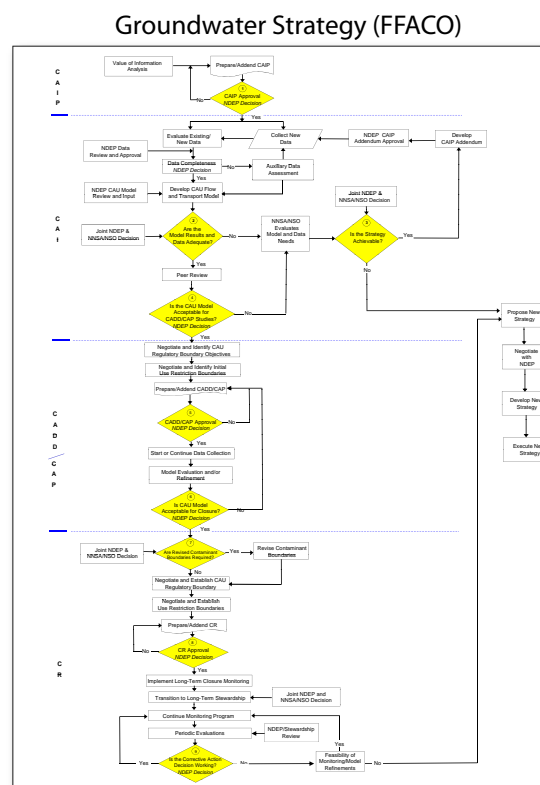 Groundwater Strategy (FFACO)
C
A
I
P
Value of Information
Analysis
Prepare/Addend CAIP
1
CAIP Approval
NDEP Decision
No
Yes
C
A
I
Evaluate Existing/
New Data
Collect New
Data
NDEP CAIP
Addendum Approval
Develop
CAIP Addendum
NDEP Data
Review and Approval
Data Completeness
NDEP Decision
No
Auxiliary Data
Assessment
Yes
NDEP CAU Model
Review and Input
Develop CAU Flow
and Transport Model
Joint NDEP &
NNSA/NSO Decision
Joint NDEP &
NNSA/NSO Decision
2
Are the
Model Results and
Data Adequate?
No
NNSA/NSO
Evaluates
Model and Data
Needs
3
Is the Strategy
Achievable?
Yes
No
Yes
Peer Review
4
Is the CAU Model
Acceptable for
CADD/CAP Studies?
NDEP Decision
No
Yes
Propose New
Strategy
Negotiate
with
NDEP
Develop New
Strategy
Execute New
Strategy
C
A
D
D
C
A
P
Negotiate and Identify CAU
Regulatory Boundary Objectives
Negotiate and Identify Initial
Use Restriction Boundaries
Prepare/Addend CADD/CAP
5
CADD/CAP Approval
NDEP Decision
No
Yes
Start or Continue Data Collection
Model Evaluation and/or
Refinement
6
Is CAU Model
Acceptable for Closure?
NDEP Decision
No
Yes
C
R
Joint NDEP &
NNSA/NSO Decision
7
Are Revised Contaminant
Boundaries Required?
Yes
Revise Contaminant
Boundaries
No
Negotiate and Establish CAU
Regulatory Boundary
Negotiate and Establish
Use Restriction Boundaries
Prepare/Addend CR
8
CR Approval
NDEP Decision
No
Yes
Implement Long-Term Closure Monitoring
Transition to Long-Term Stewardship
Joint NDEP and
NNSA/NSO Decision
Continue Monitoring Program
Periodic Evaluations
NDEP/Stewardship
Review
Yes
9
Is the Corrective Action
Decision Working?
NDEP Decision
Yes
No
Feasibility of
Monitoring/Model
Refinements
No